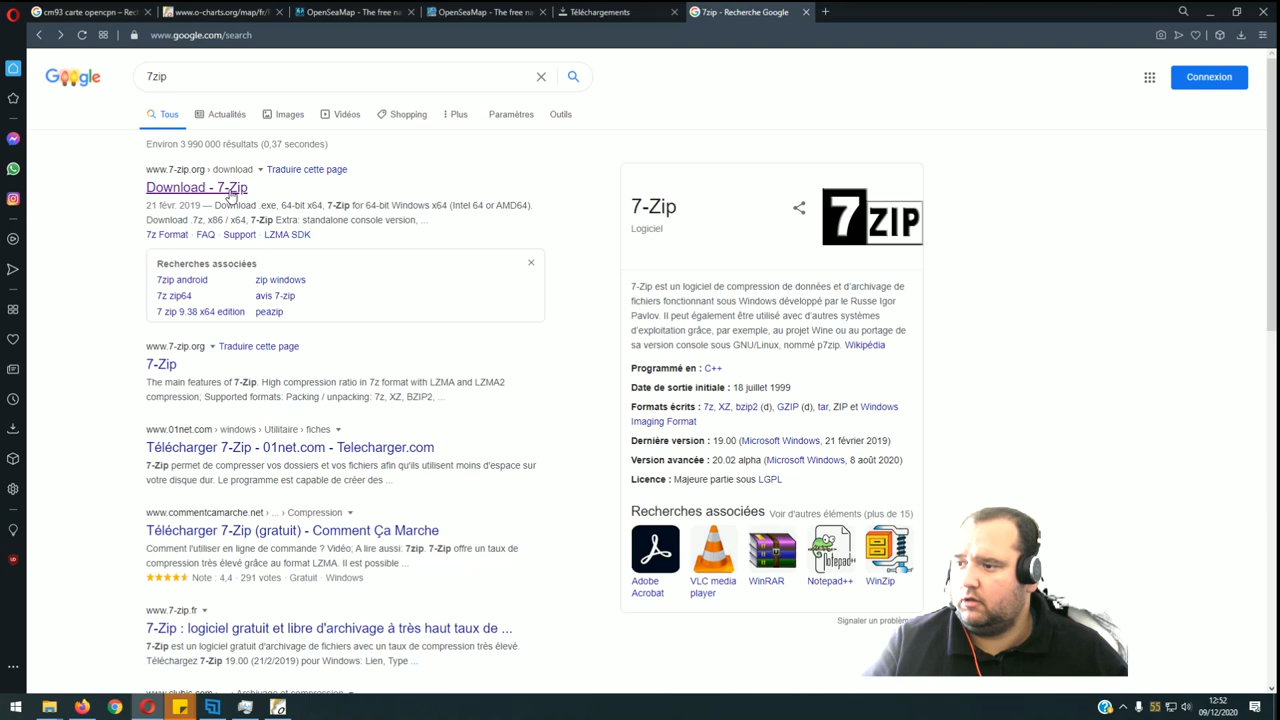 cm93 carte opencpn - Rec
www.o-charts.org/map/fr/F
OpenSeaMap - The free na
OpenSeaMap - The free na
Téléchargements
7zip - Recherche Google
www.google.com/search
Google
7zip
Connexion
Tous
Actualités
Images
Vidéos
Shopping
Plus
Paramètres
Outils
Environ 3 990 000 résultats (0,37 secondes)
www.7-zip.org › download Traduire cette page
Download - 7-Zip
21 févr. 2019 — Download .exe, 64-bit x64, 7-Zip for 64-bit Windows x64 (Intel 64 or AMD64).
Download .7z, x86 / x64, 7-Zip Extra: standalone console version, ...
7z Format · FAQ · Support · LZMA SDK
Recherches associées
7zip android zip windows
7z zip64 avis 7-zip
7 zip 9.38 x64 edition peazip
www.7-zip.org Traduire cette page
7-Zip
The main features of 7-Zip. High compression ratio in 7z format with LZMA and LZMA2
compression; Supported formats: Packing / unpacking: 7z, XZ, BZIP2, ...
www.01net.com › windows › Utilitaire › fiches
Télécharger 7-Zip - 01net.com - Telecharger.com
7-Zip permet de compresser vos dossiers et vos fichiers afin qu'ils utilisent moins d'espace sur
votre disque dur. Le programme est capable de créer des ...
www.commentcamarche.net › ... › Compression
Télécharger 7-Zip (gratuit) - Comment Ça Marche
Comment l'utiliser en ligne de commande ? Vidéo; A lire aussi: 7zip. 7-Zip offre un taux de
compression très élevé grâce au format LZMA. Il est possible ...
Note : 4,4 · 291 votes · Gratuit · Windows
www.7-zip.fr
7-Zip : logiciel gratuit et libre d'archivage à très haut taux de ...
7-Zip est un logiciel gratuit d'archivage de fichiers avec un taux de compression très élevé.
Téléchargez 7-Zip 19.00 (21/2/2019) pour Windows: Lien, Type ...
www.clubic.com › ... › Archivage et compression
7-Zip
Logiciel
7ZIP
7-Zip est un logiciel de compression de données et d'archivage de
fichiers fonctionnant sous Windows développé par le Russe Igor
Pavlov. Il peut également être utilisé avec d'autres systèmes
d'exploitation grâce, par exemple, au projet Wine ou au portage de
sa version console sous GNU/Linux, nommé p7zip. Wikipédia
Programmé en : C++
Date de sortie initiale : 18 juillet 1999
Formats écrits : 7z, XZ, bzip2 (d), GZIP (d), tar, ZIP et Windows
Imaging Format
Dernière version : 19.00 (Microsoft Windows, 21 février 2019)
Version avancée : 20.02 alpha (Microsoft Windows, 8 août 2020)
Licence : Majeure partie sous LGPL
Recherches associées Voir d'autres éléments (plus de 15)
Adobe Acrobat
VLC media player
WinRAR
Notepad++
WinZip
Signaler un problème
55
12:52
09/12/2020